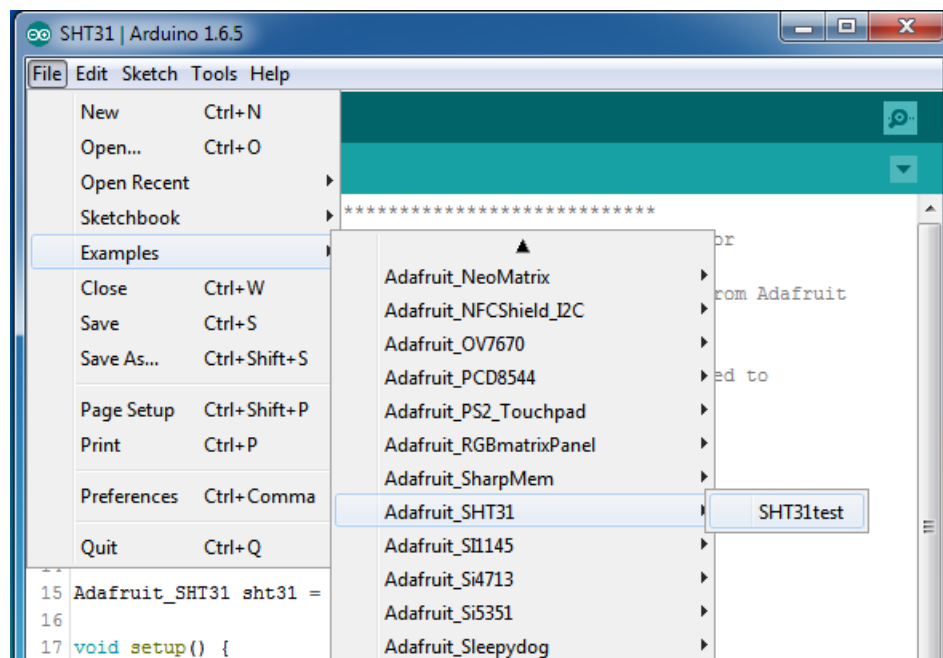 SHT31 | Arduino 1.6.5
File Edit Sketch Tools Help
New Ctrl+N
Open... Ctrl+O
Open Recent
Sketchbook
Examples
Close Ctrl+W
Save Ctrl+S
Save As... Ctrl+Shift+S
Page Setup Ctrl+Shift+P
Print Ctrl+P
Preferences Ctrl+Comma
Quit Ctrl+Q
Adafruit_NeoMatrix
Adafruit_NFCShield_I2C
Adafruit_OV7670
Adafruit_PCD8544
Adafruit_PS2_Touchpad
Adafruit_RGBmatrixPanel
Adafruit_SharpMem
Adafruit_SHT31
Adafruit_SI1145
Adafruit_Si4713
Adafruit_Si5351
Adafruit_Sleepydog
SHT31test
****************************
or
rom Adafruit
ed to
15 Adafruit_SHT31 sht31 =
16
17 void setup() {